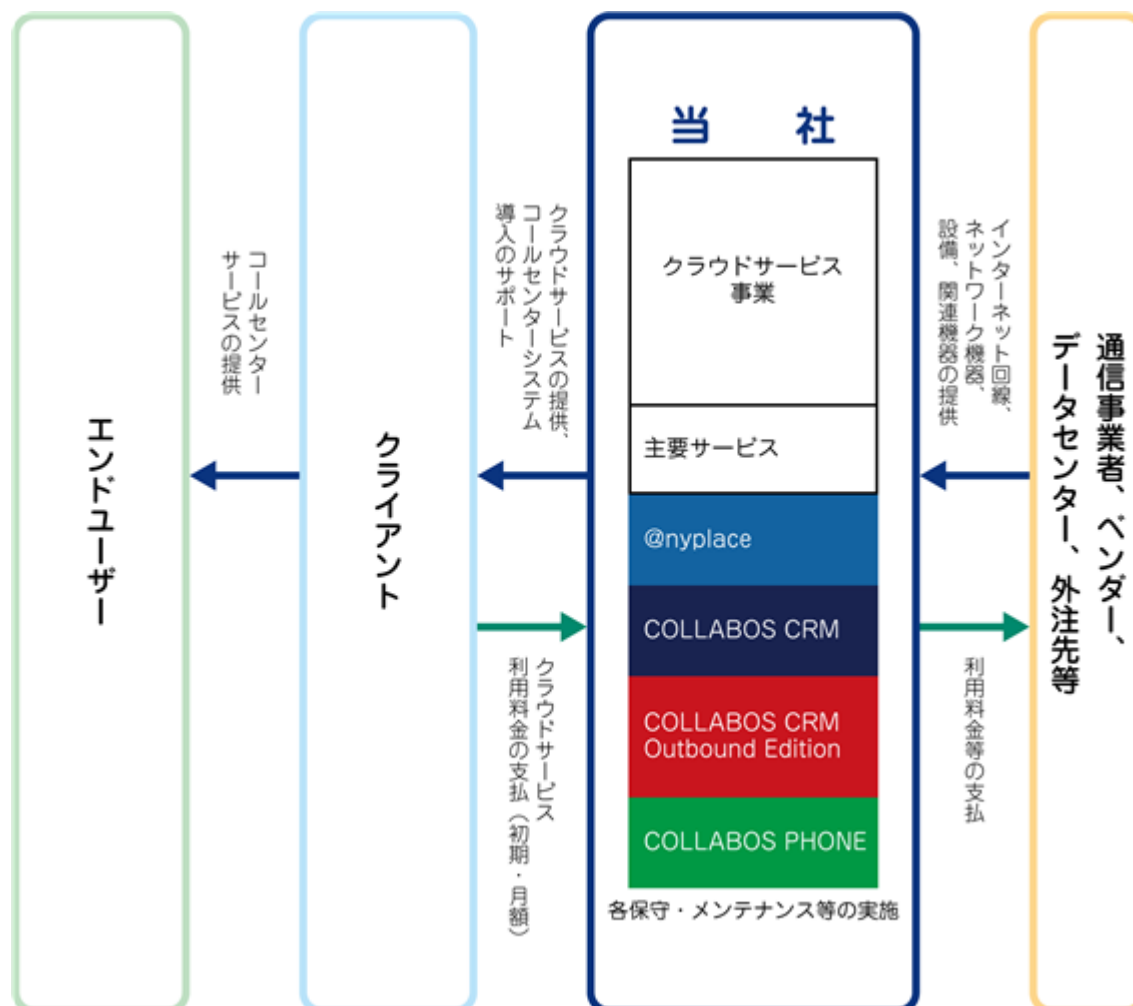 エンドユーザー
コールセンター
サービスの提供
クライアント
クラウドサービスの提供、
コールセンターシステム
導入のサポート
クラウドサービス
利用料金の支払（初期・月額）
当　社
クラウドサービス
事業
主要サービス
@nyplace
COLLABOS CRM
COLLABOS CRM
Outbound Edition
COLLABOS PHONE
各保守・メンテナンス等の実施
インターネット回線、
ネットワーク機器、
設備、関連機器の提供
利用料金等の支払
通信事業者、ベンダー、
データセンター、外注先等